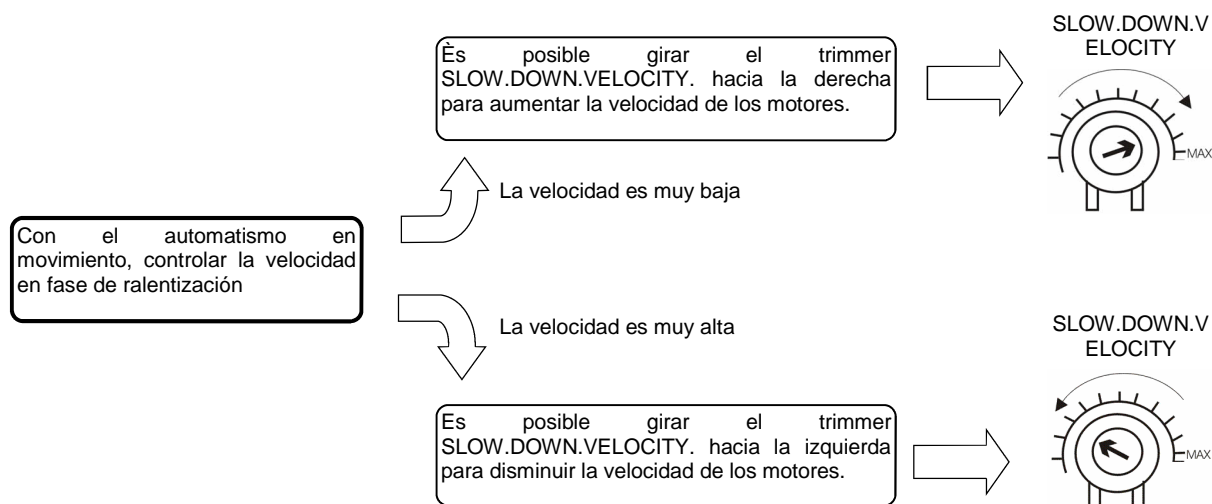 SLOW.DOWN.V
ELOCITY
Ès posible girar el trimmer
SLOW.DOWN.VELOCITY. hacia la derecha
para aumentar la velocidad de los motores.
MAX
La velocidad es muy baja
Con el automatismo en
movimiento, controlar la velocidad
en fase de ralentización
La velocidad es muy alta
SLOW.DOWN.V
ELOCITY
Es posible girar el trimmer
SLOW.DOWN.VELOCITY. hacia la izquierda
para disminuir la velocidad de los motores.
MAX